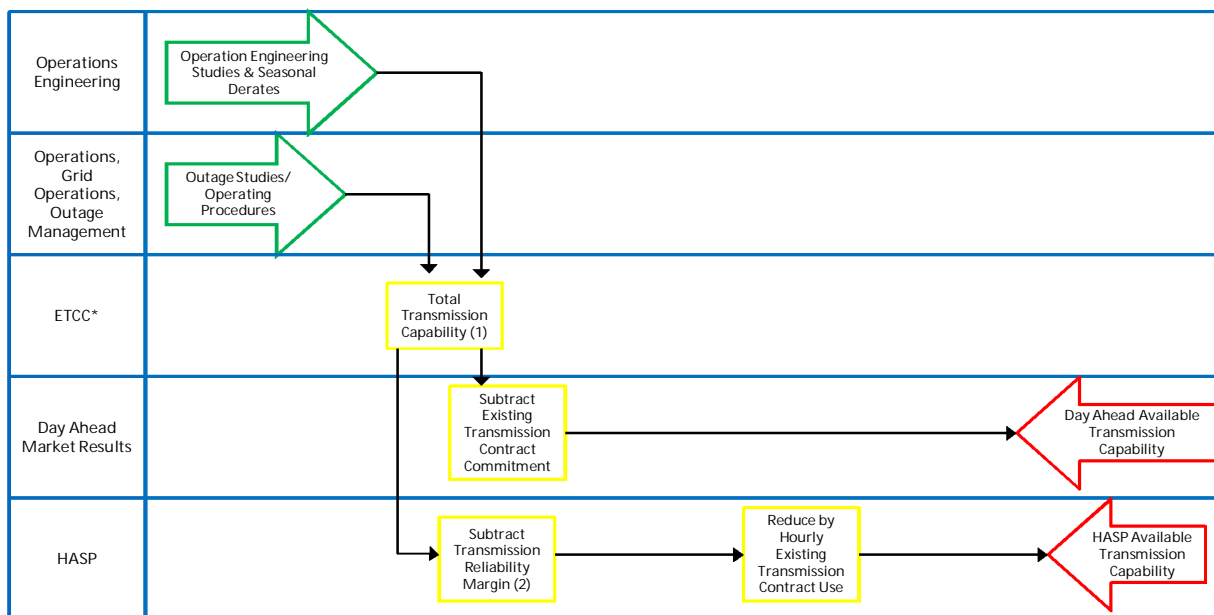 Operations
Engineering
Operation Engineering
Studies & Seasonal
Derates
Operations,
Grid
Operations,
Outage
Management
Outage Studies/
Operating
Procedures
ETCC*
Total
Transmission
Capability (1)
Day Ahead
Market Results
Subtract
Existing
Transmission
Contract
Commitment
Day Ahead Available
Transmission
Capability
HASP
Subtract
Transmission
Reliability
Margin (2)
Reduce by
Hourly
Existing
Transmission
Contract Use
HASP Available
Transmission
Capability